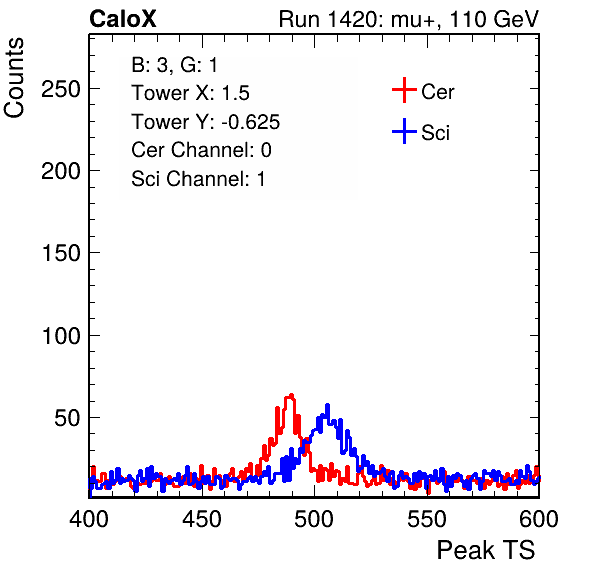 CaloX Run 1420: mu+, 110 GeV
Counts
B: 3, G: 1
Tower X: 1.5
Tower Y: -0.625
Cer Channel: 0
Sci Channel: 1
Cer
Sci
250
200
150
100
50
400 450 500 550 600
Peak TS